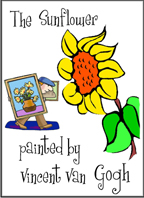 The Sunflower
painted by
vincent van Gogh